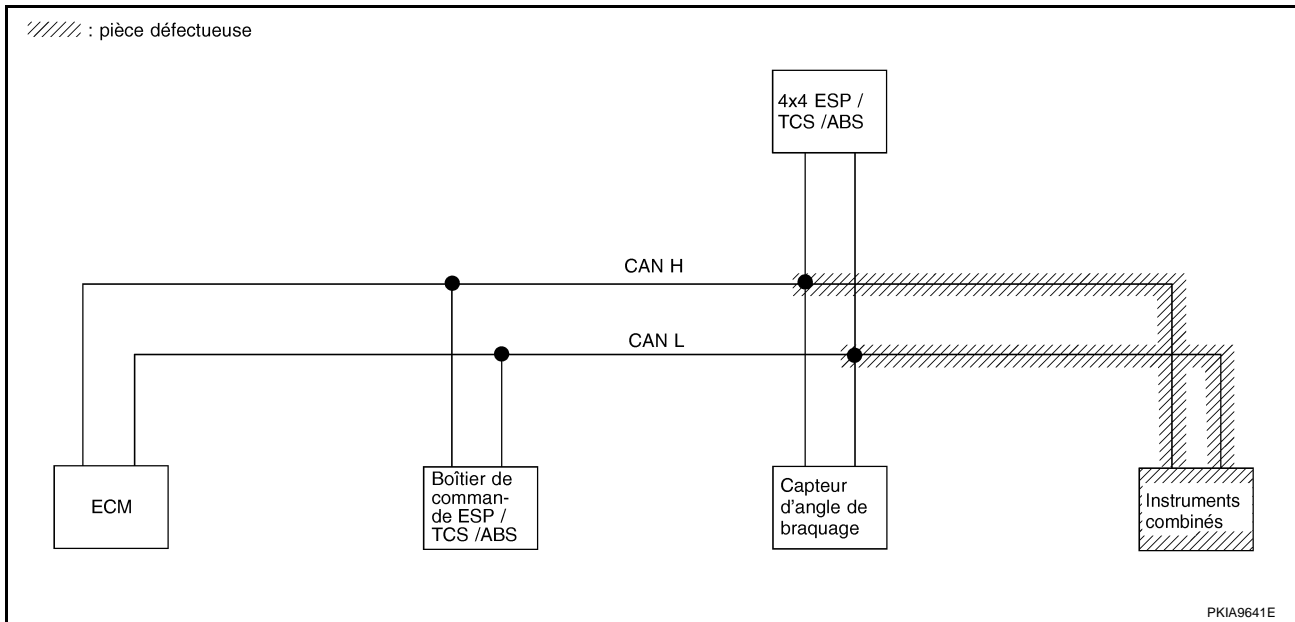 : pièce défectueuse
4x4 ESP /
TCS /ABS
CAN H
CAN L
ECM
Boîtier de
comman-
de ESP /
TCS /ABS
Capteur
d'angle de
braquage
Instruments
combinés
PKIA9641E